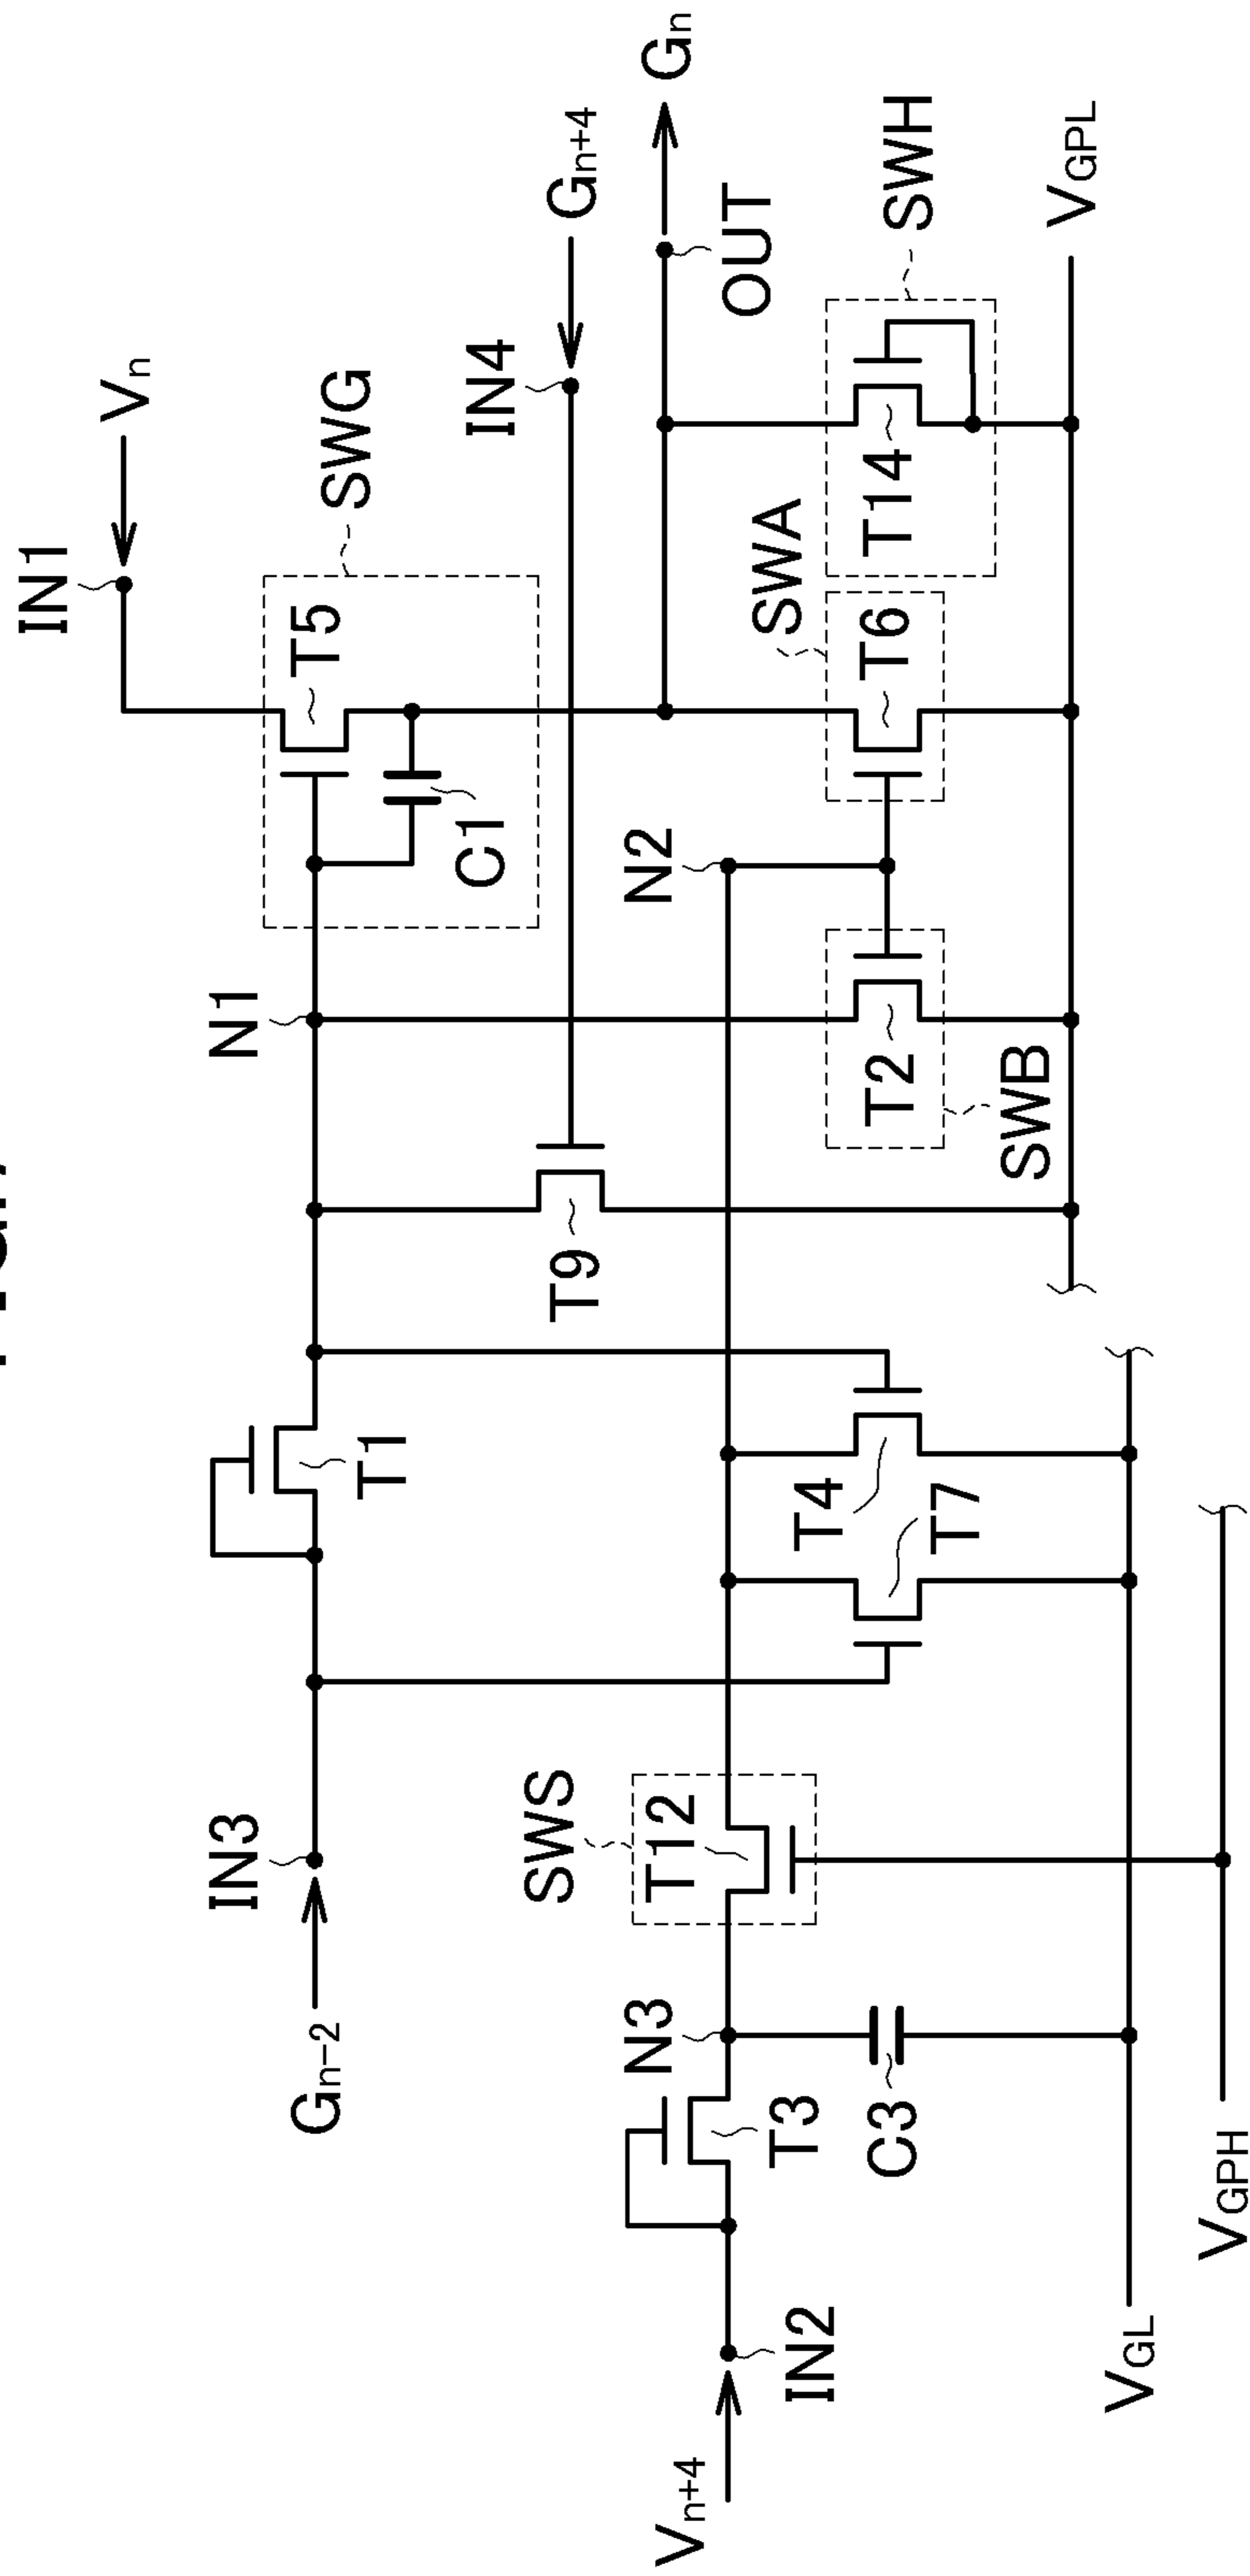 IN1
Vn
SWG
T5
C1
N1
T1
IN3
Gn−2
IN4
Gn+4
Gn
OUT
T9
N2
SWA
T6
T14
SWH
T2
SWB
VGPL
T4
T7
SWS
T12
N3
T3
C3
IN2
Vn+4
VGL
VGPH